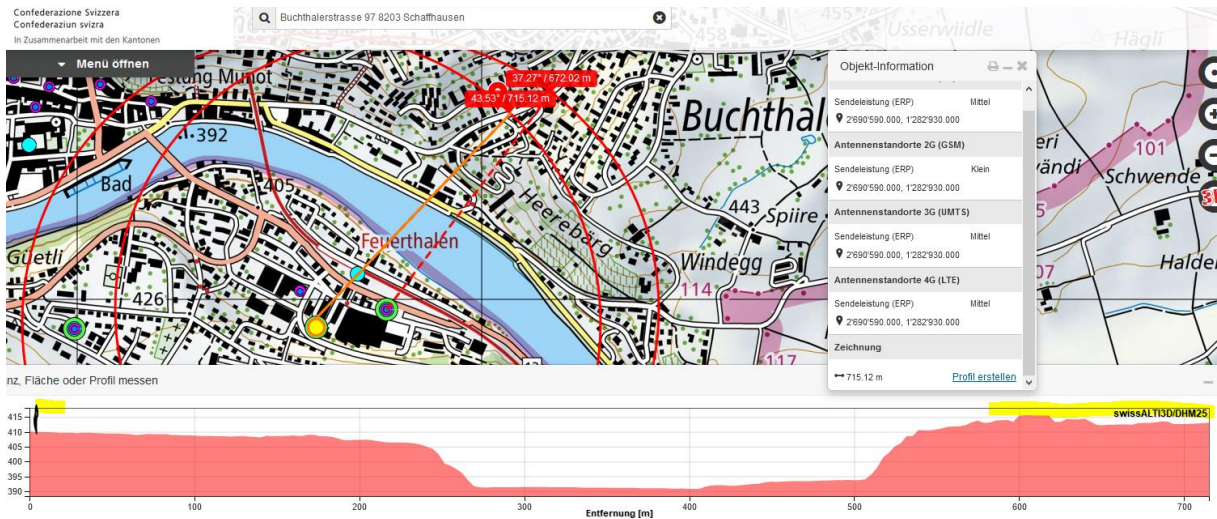 Confederazione Svizzera
Confederaziun svizra
In Zusammenarbeit mit den Kantonen
Buchthalerstrasse 97 8203 Schaffhausen
Menü öffnen
455
458
Usserwiidle
Hägli
Festung Munot
37.27° / 672.02 m
43.53° / 715.12 m
Buchthal
392
Bad
405
Güetli
426
Feuerthalen
Heerebärg
443
Spiire
Windegg
114
117
101
Schwende
107
Halde
Objekt-Information
Sendeleistung (ERP) Mittel
2'690'590.000, 1'282'930.000
Antennenstandorte 2G (GSM)
Sendeleistung (ERP) Klein
2'690'590.000, 1'282'930.000
Antennenstandorte 3G (UMTS)
Sendeleistung (ERP) Mittel
2'690'590.000, 1'282'930.000
Antennenstandorte 4G (LTE)
Sendeleistung (ERP) Mittel
2'690'590.000, 1'282'930.000
Zeichnung
715.12 m Profil erstellen
nz, Fläche oder Profil messen
swissALTI3D/DHM25
415
410
405
400
395
390
0 100 200 300 400 500 600 700
Entfernung [m]